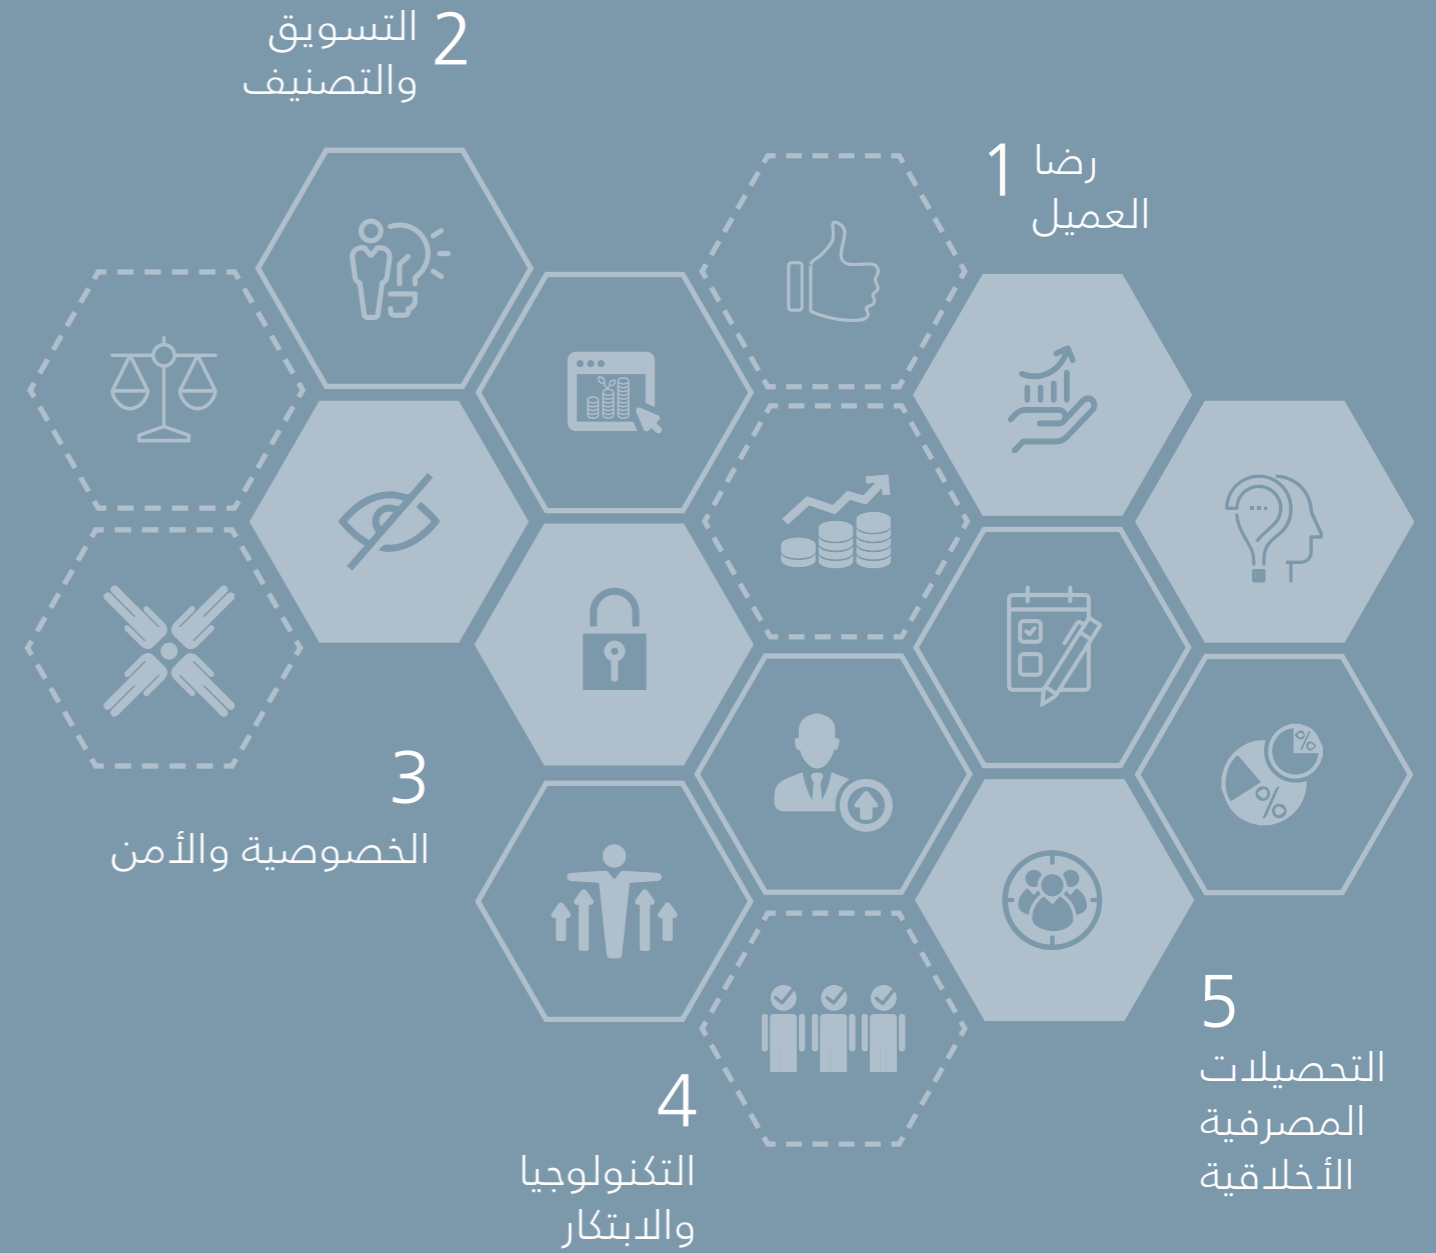 1
رضا
العميل
2
التسويق
والتصنيف
3
الخصوصية والأمن
4
التكنولوجيا
والابتكار
5
التحصيلات
المصرفية
الأخلاقية
%
%